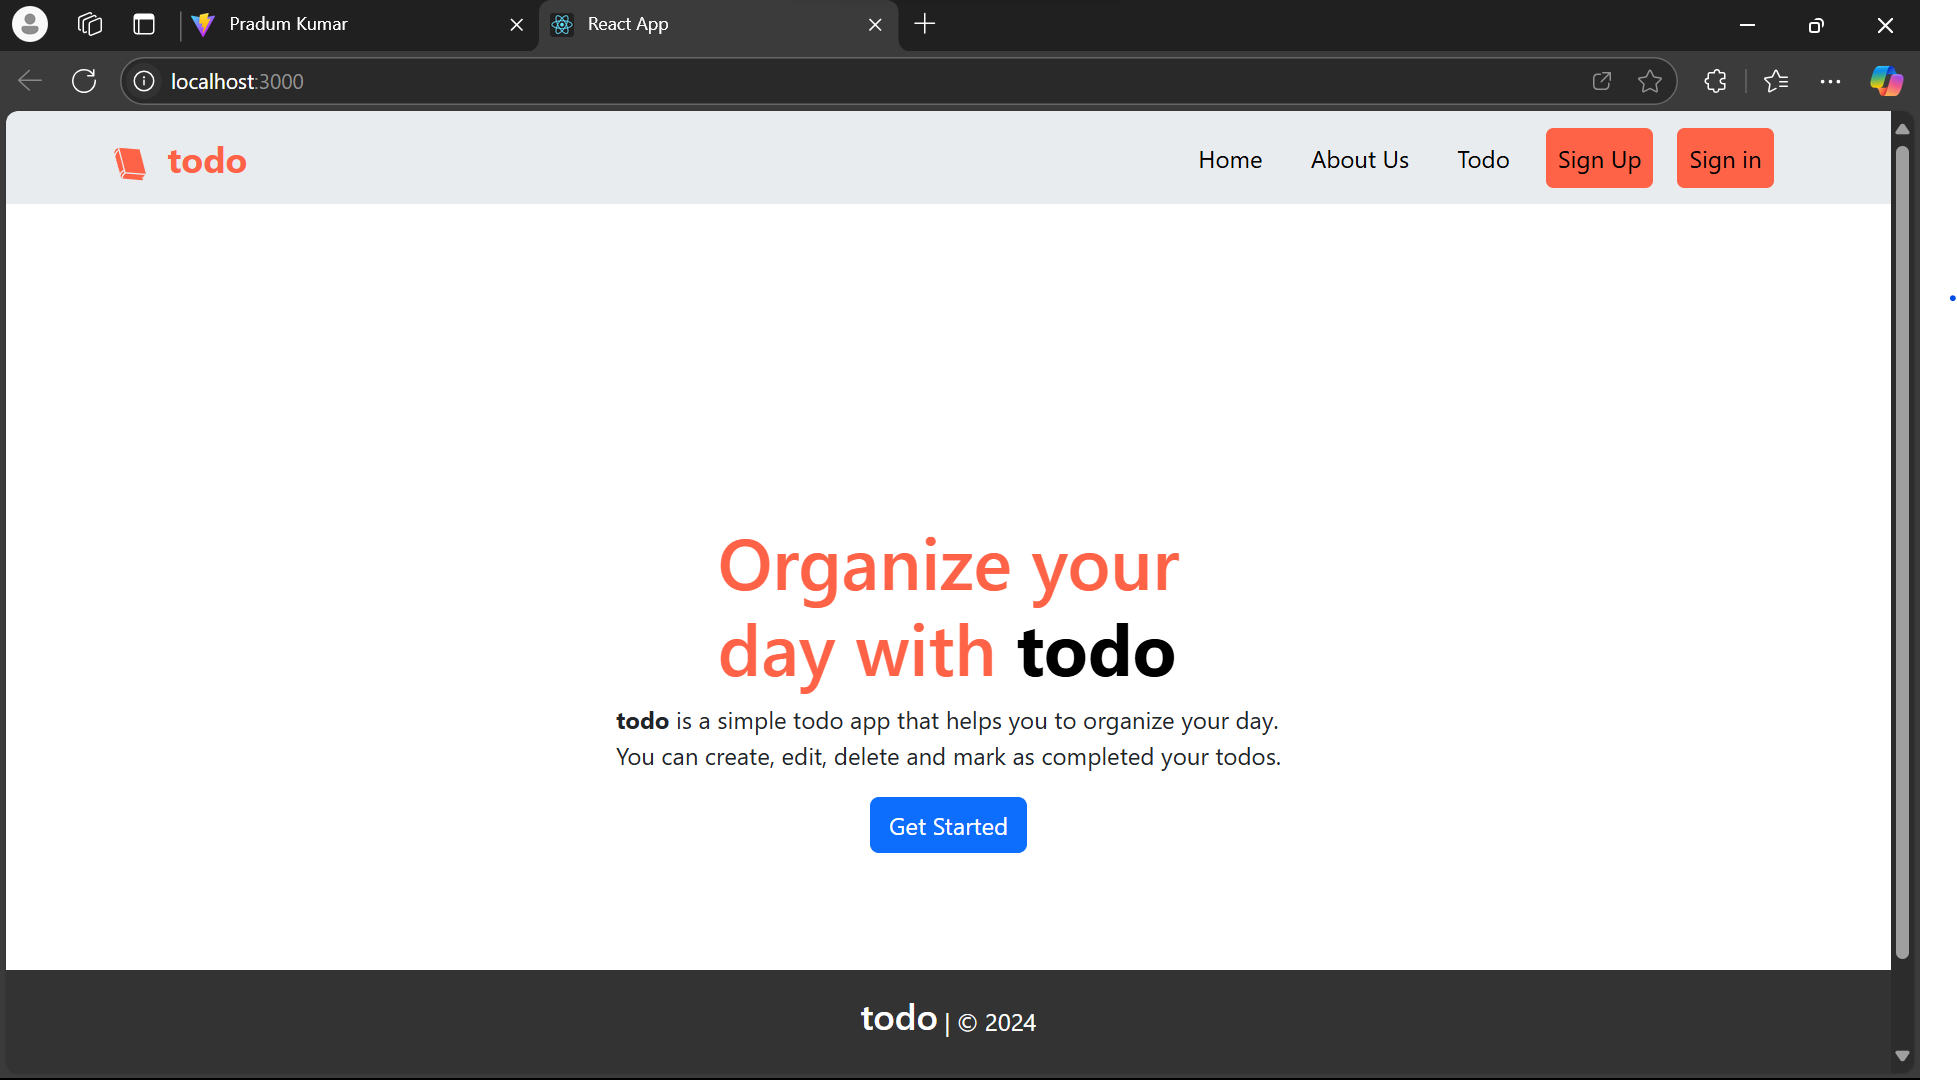 Pradum Kumar
React App
localhost:3000
todo
Home
About Us
Todo
Sign Up
Sign in
Organize your
day with todo
todo is a simple todo app that helps you to organize your day.
You can create, edit, delete and mark as completed your todos.
Get Started
todo | © 2024